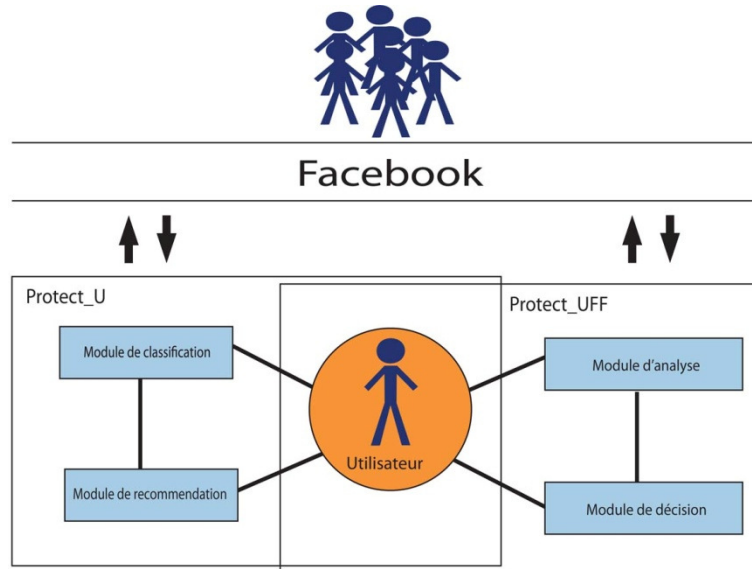 Facebook
Protect_U
Protect_UFF
Module de classification
Module d'analyse
Utilisateur
Module de recommendation
Module de décision